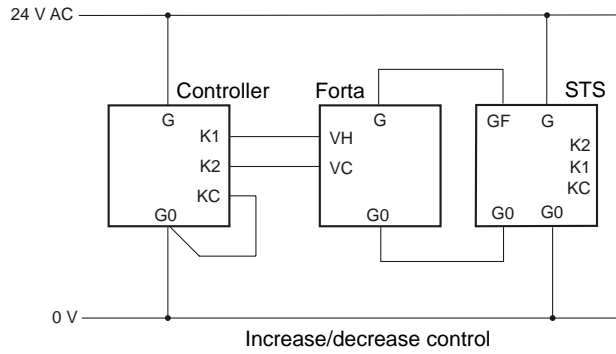 24 V AC
Controller
Forta
STS
G
G
GF G
K1
VH
K2
K2
VC
K1
KC
KC
G0
G0
G0 G0
0 V
Increase/decrease control